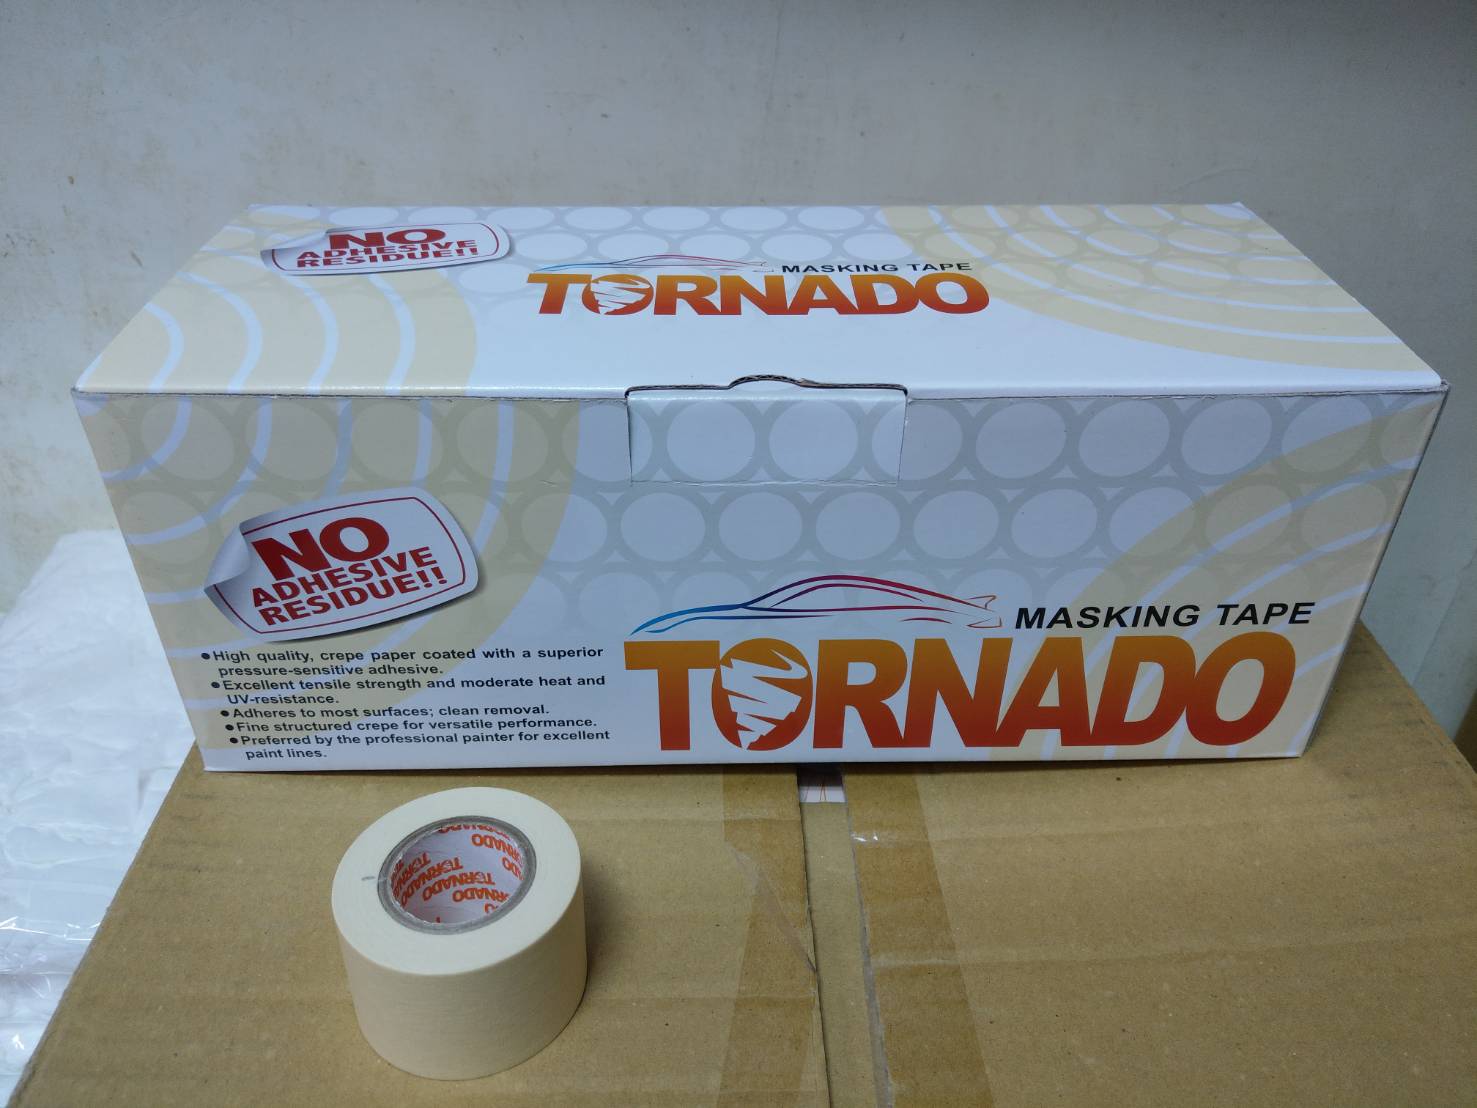 NO
ADHESIVE
RESIDUE!!
MASKING TAPE
TORNADO
NO
ADHESIVE
RESIDUE!!
MASKING TAPE
TORNADO
●High quality, crepe paper coated with a superior
pressure-sensitive adhesive.
●Excellent tensile strength and moderate heat and
UV-resistance.
●Adheres to most surfaces; clean removal.
●Fine structured crepe for versatile performance.
●Preferred by the professional painter for excellent
paint lines.
TORNADO
TORNADO
TORNADO